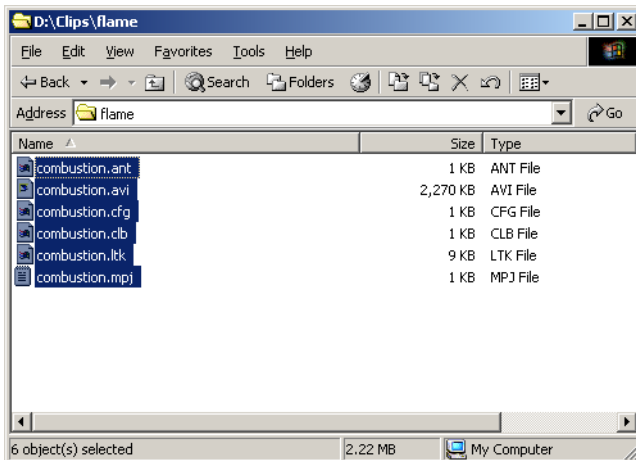 D:\Clips\flame
File Edit View Favorites Tools Help
Back Search Folders
Address flame Go
Name Size Type
combustion.ant 1 KB ANT File
combustion.avi 2,270 KB AVI File
combustion.cfg 1 KB CFG File
combustion.clb 1 KB CLB File
combustion.ltk 9 KB LTK File
combustion.mpj 1 KB MPJ File
6 object(s) selected 2.22 MB My Computer